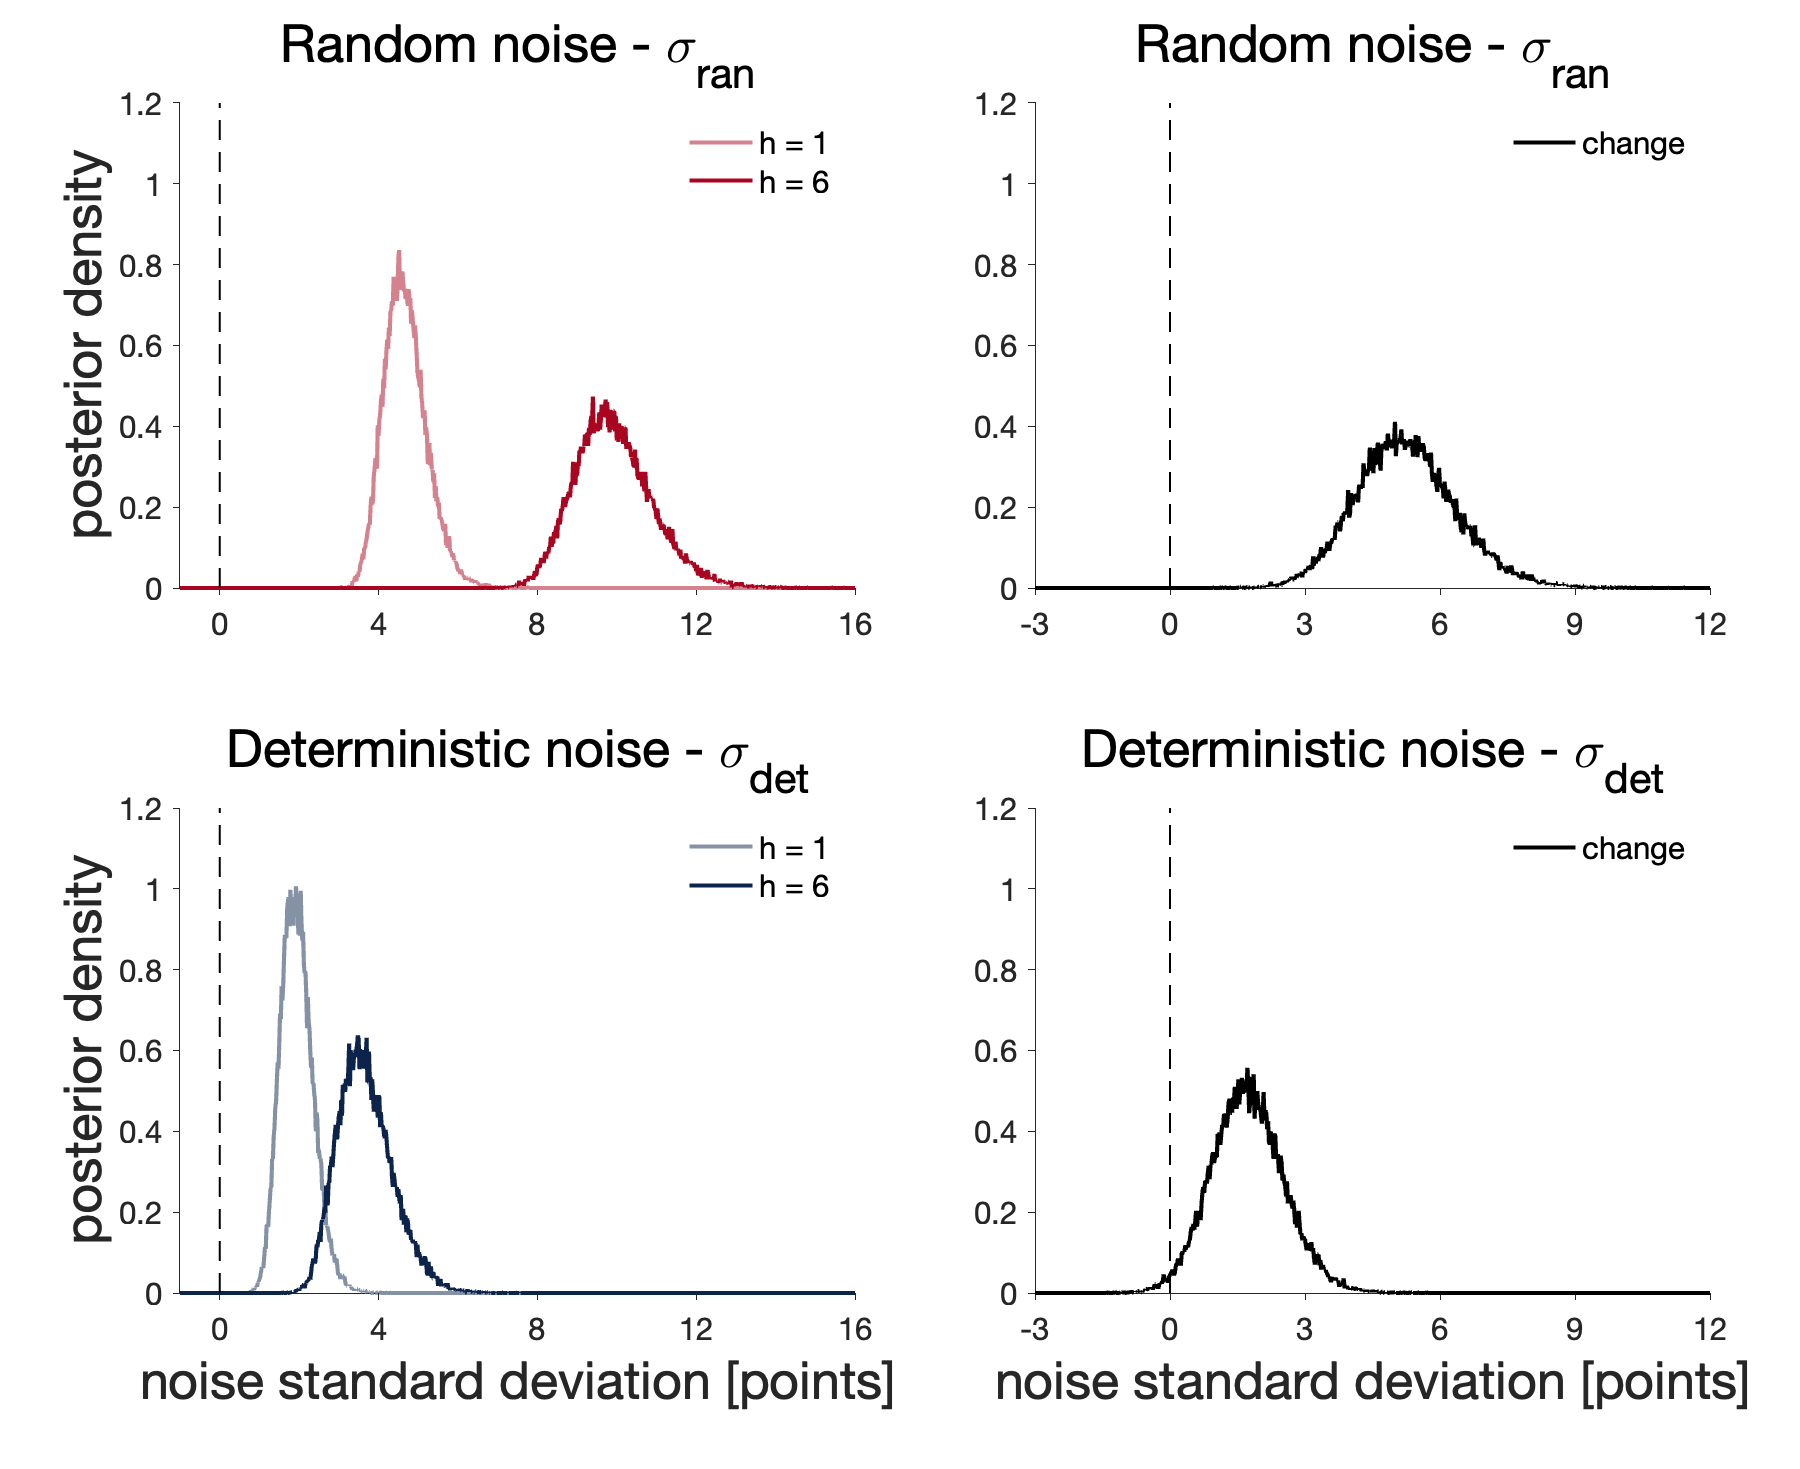 Random noise - σran
1.2
1
0.8
0.6
0.4
0.2
0
posterior density
h = 1
h = 6
0 4 8 12 16
Random noise - σran
1.2
1
0.8
0.6
0.4
0.2
0
change
-3 0 3 6 9 12
Deterministic noise - σdet
1.2
1
0.8
0.6
0.4
0.2
0
posterior density
h = 1
h = 6
0 4 8 12 16
noise standard deviation [points]
Deterministic noise - σdet
1.2
1
0.8
0.6
0.4
0.2
0
change
-3 0 3 6 9 12
noise standard deviation [points]